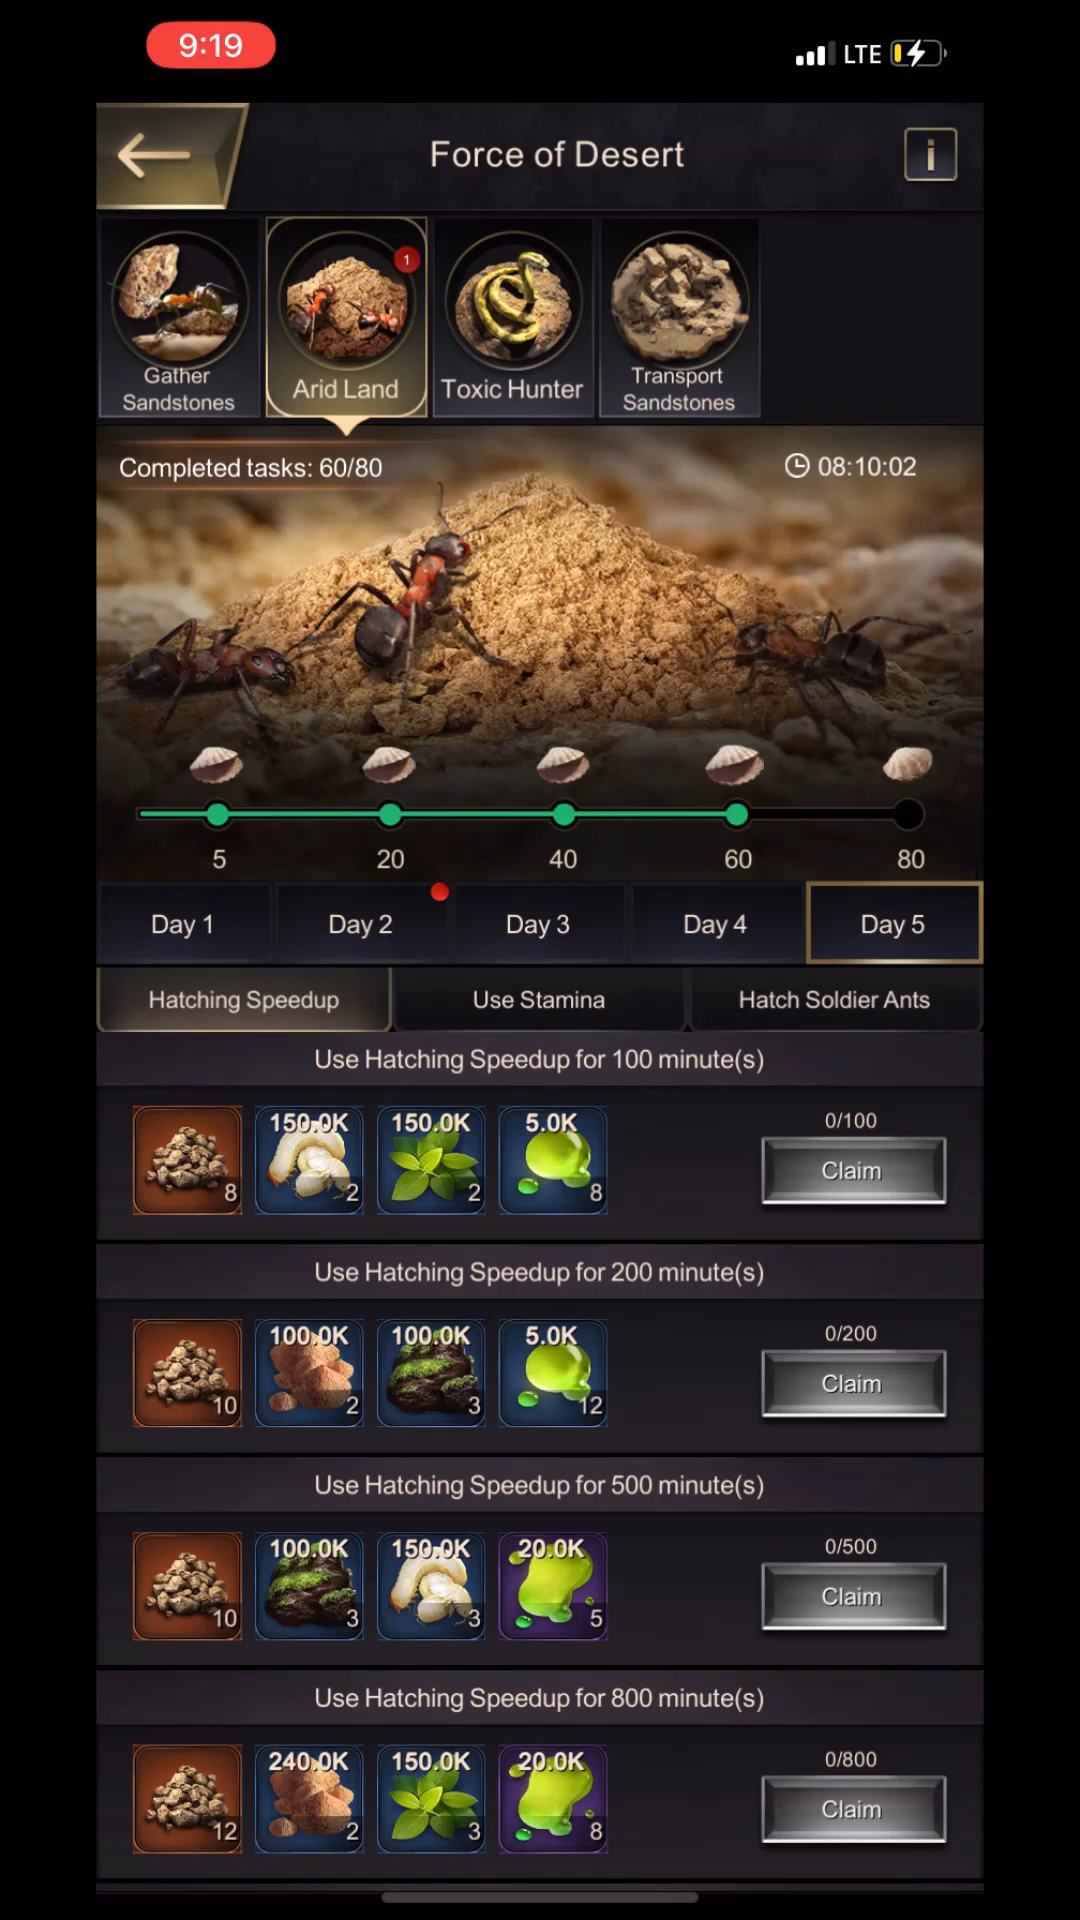 9:19
LTE
Force of Desert
i
1
Gather
Sandstones
Arid Land
Toxic Hunter
Transport
Sandstones
Completed tasks: 60/80
08:10:02
5 20 40 60 80
Day 1 Day 2 Day 3 Day 4 Day 5
Hatching Speedup Use Stamina Hatch Soldier Ants
Use Hatching Speedup for 100 minute(s)
150.0K 150.0K 5.0K
0/100
8 2 2 8
Claim
Use Hatching Speedup for 200 minute(s)
100.0K 100.0K 5.0K
0/200
10 2 3 12
Claim
Use Hatching Speedup for 500 minute(s)
100.0K 150.0K 20.0K
0/500
10 3 3 5
Claim
Use Hatching Speedup for 800 minute(s)
240.0K 150.0K 20.0K
0/800
12 2 3 8
Claim